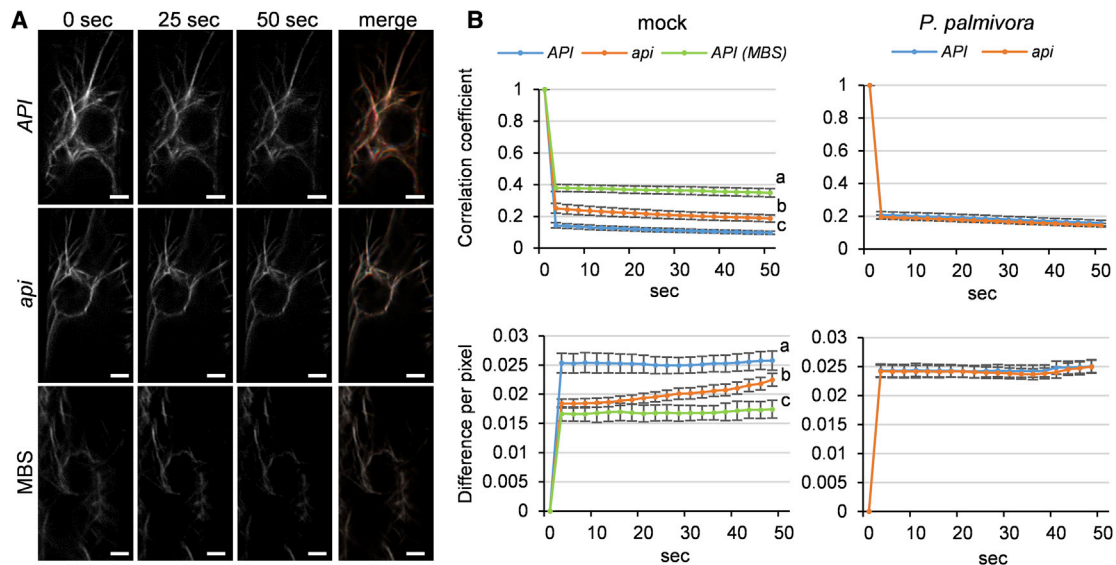 A
0 sec 25 sec 50 sec merge
API
api
MBS
B
mock
API api API (MBS)
Correlation coefficient
1
0.8
0.6
0.4
0.2
0
a
b
c
0 10 20 30 40 50
sec
P. palmivora
API api
1
0.8
0.6
0.4
0.2
0
0 10 20 30 40 50
sec
Difference per pixel
0.03
0.025
0.02
0.015
0.01
0.005
0
a
b
c
0 10 20 30 40 50
sec
0.03
0.025
0.02
0.015
0.01
0.005
0
0 10 20 30 40 50
sec